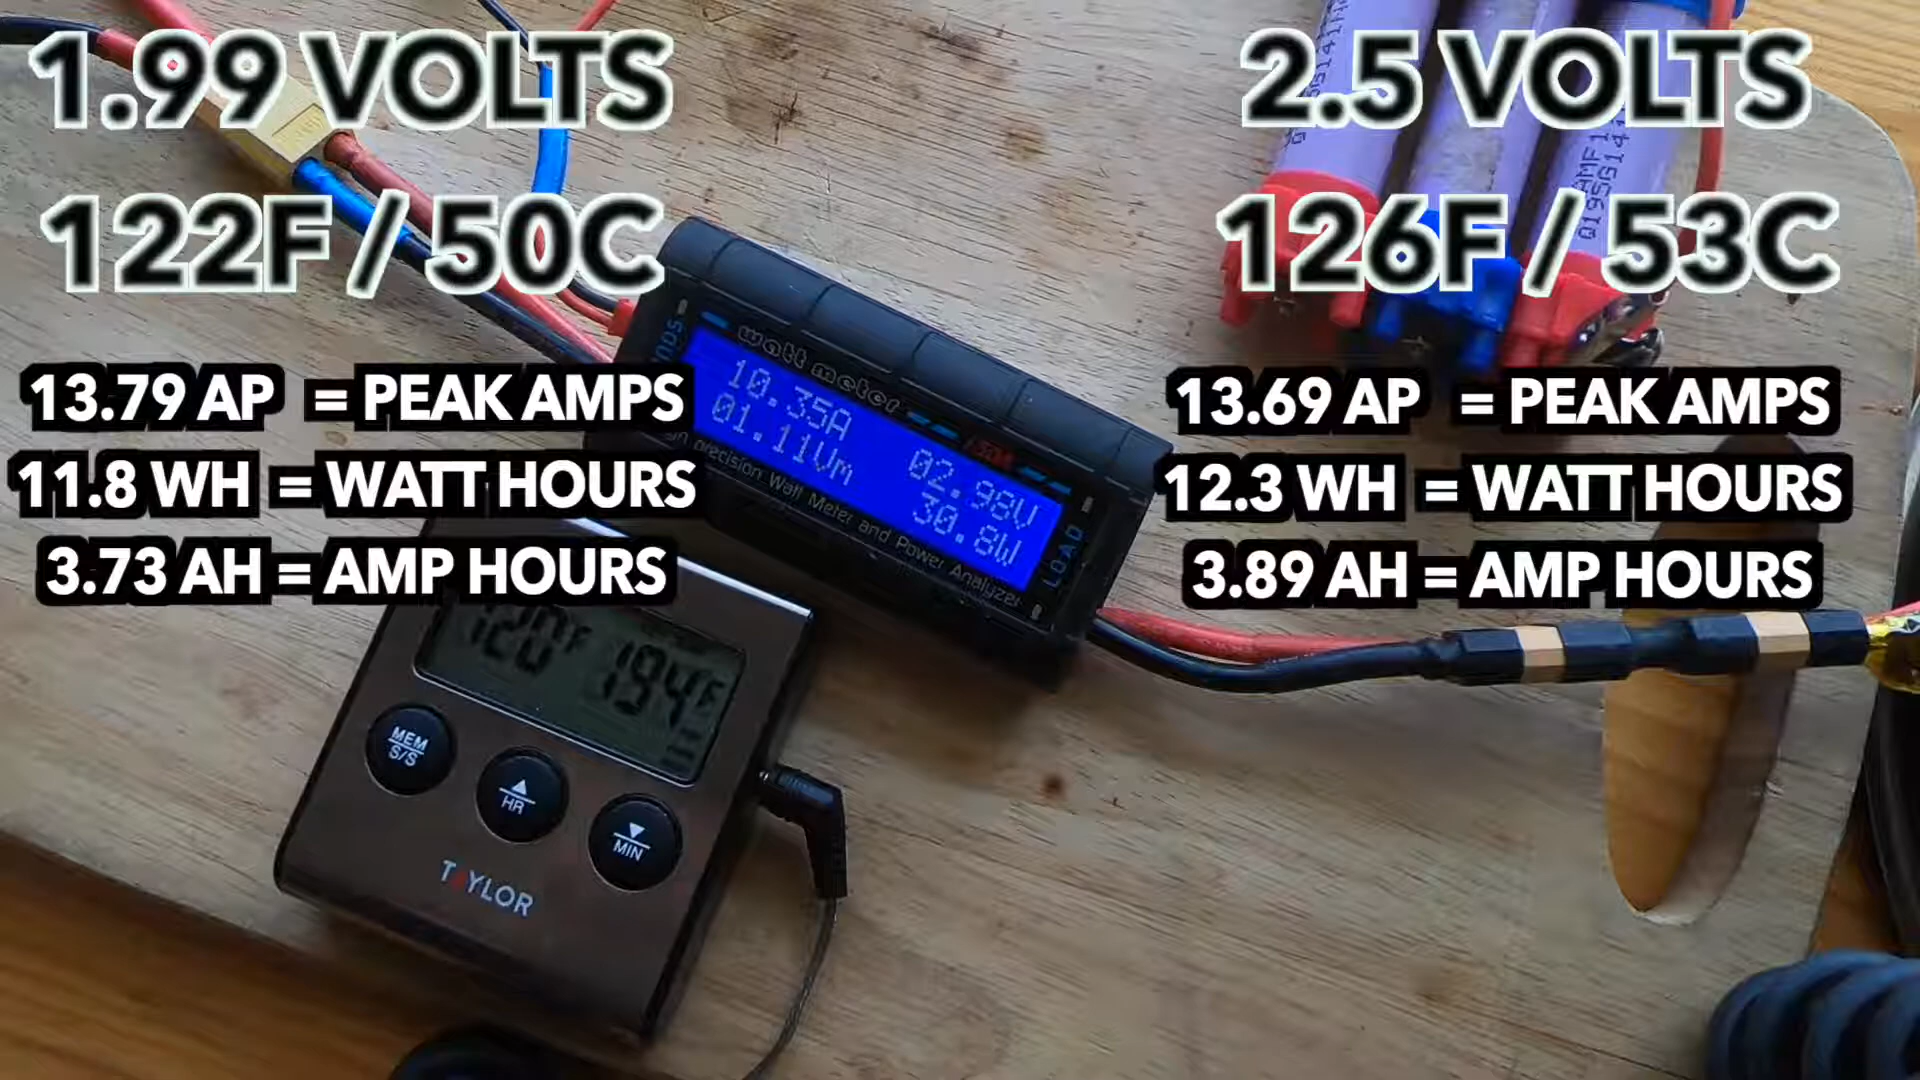 1.99 VOLTS
122F / 50C
13.79 AP = PEAK AMPS
11.8 WH = WATT HOURS
3.73 AH = AMP HOURS
2.5 VOLTS
126F / 53C
13.69 AP = PEAK AMPS
12.3 WH = WATT HOURS
3.89 AH = AMP HOURS
watt meter
10.35A 02.98V
01.11Vm 30.8W
precision Watt Meter and Power Analyzer
LOAD
120°F 194°F
MEM
S/S
HR
MIN
TAYLOR